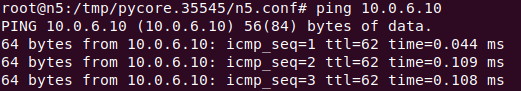 root@n5:/tmp/pycore.35545/n5.conf# ping 10.0.6.10
PING 10.0.6.10 (10.0.6.10) 56(84) bytes of data.
64 bytes from 10.0.6.10: icmp_seq=1 ttl=62 time=0.044 ms
64 bytes from 10.0.6.10: icmp_seq=2 ttl=62 time=0.109 ms
64 bytes from 10.0.6.10: icmp_seq=3 ttl=62 time=0.108 ms